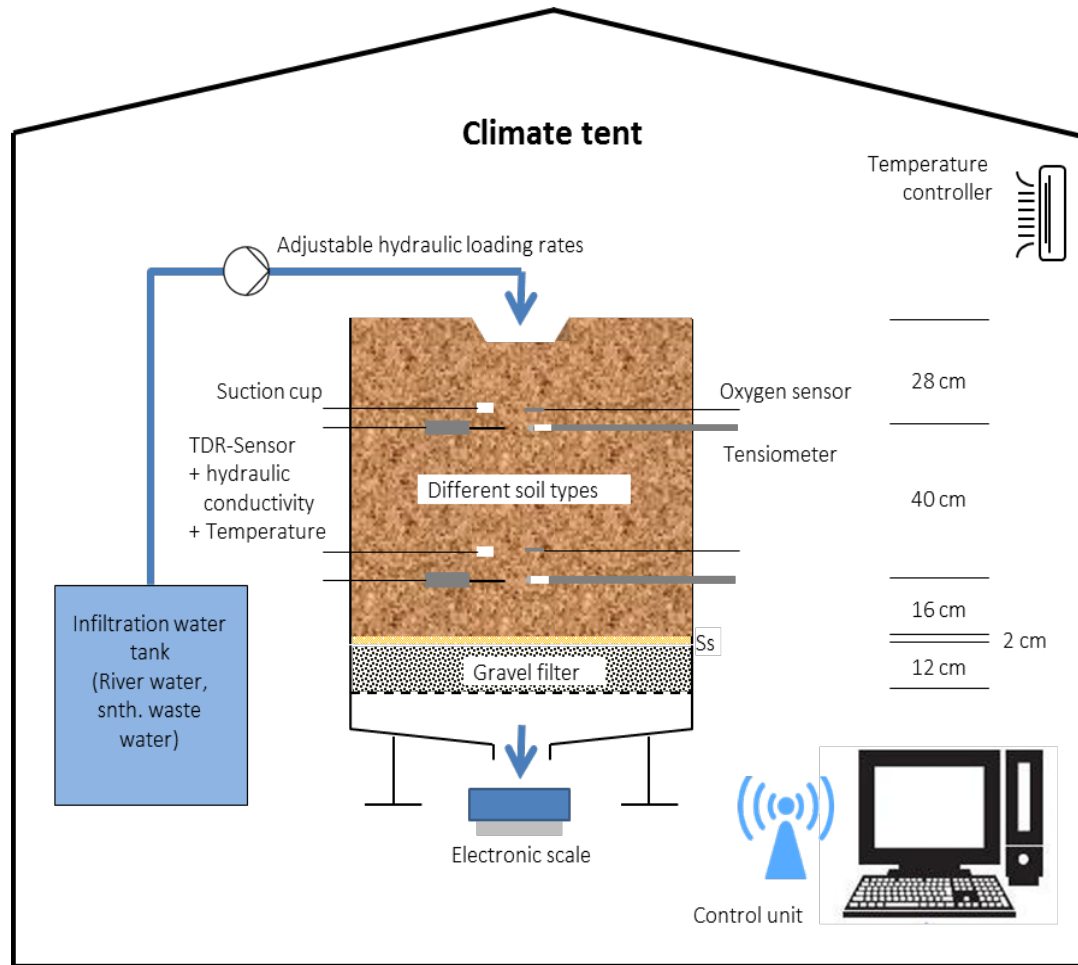 Climate tent
Temperature
controller
Adjustable hydraulic loading rates
Suction cup
Oxygen sensor
28 cm
TDR-Sensor
+ hydraulic
conductivity
+ Temperature
Tensiometer
Different soil types
40 cm
Infiltration water
tank
(River water,
snth. waste
water)
16 cm
Ss
2 cm
Gravel filter
12 cm
Electronic scale
Control unit